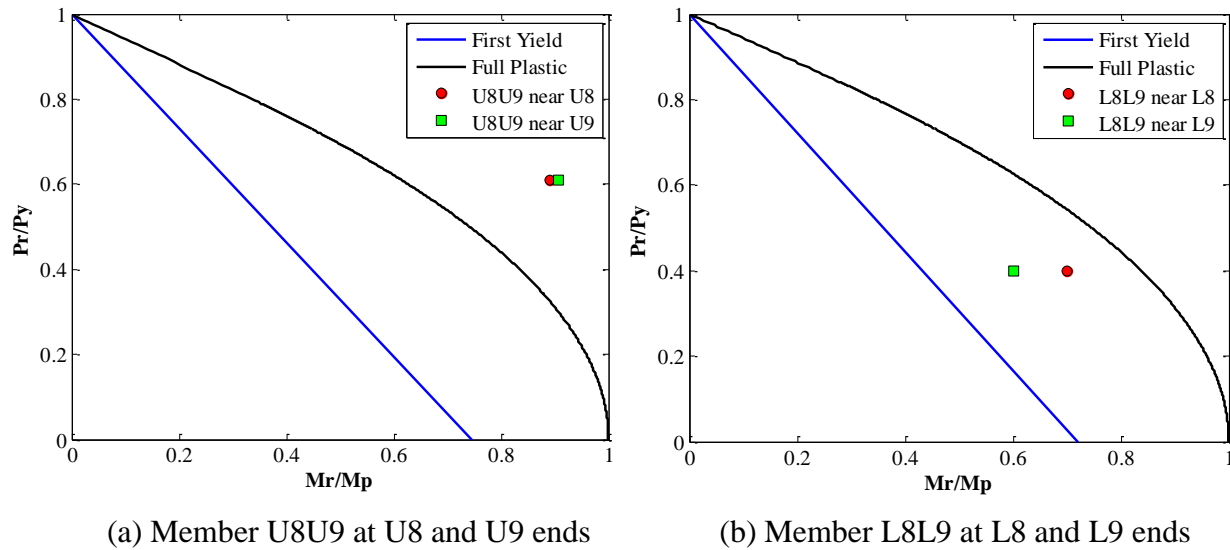 1
0.8
0.6
0.4
0.2
0
Pr/Py
First Yield
Full Plastic
U8U9 near U8
U8U9 near U9
0
0.2
0.4
0.6
0.8
1
Mr/Mp
(a) Member U8U9 at U8 and U9 ends
1
0.8
0.6
0.4
0.2
0
Pr/Py
First Yield
Full Plastic
L8L9 near L8
L8L9 near L9
0
0.2
0.4
0.6
0.8
1
Mr/Mp
(b) Member L8L9 at L8 and L9 ends